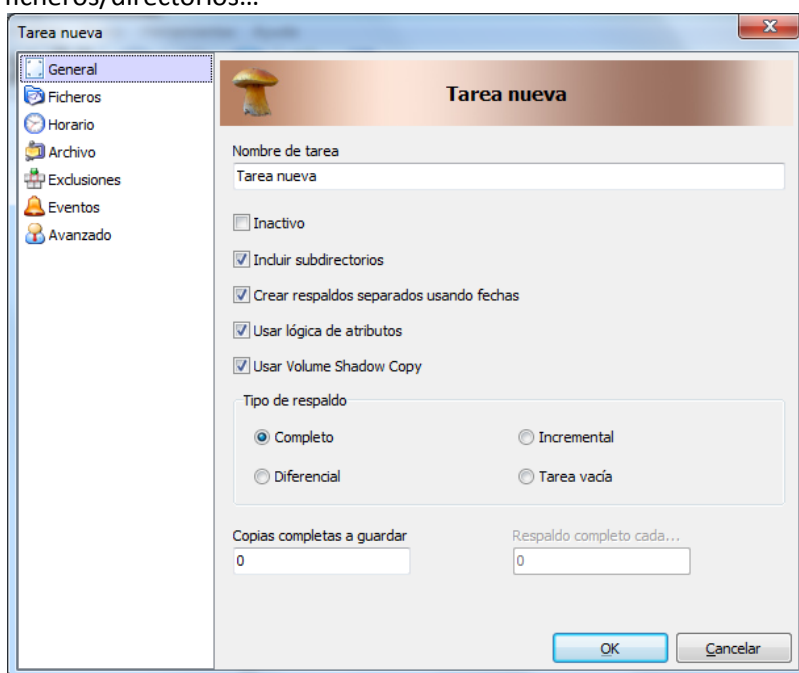 ficheros/directorios…
Tarea nueva
General
Ficheros
Horario
Archivo
Exclusiones
Eventos
Avanzado
Tarea nueva
Nombre de tarea
Tarea nueva
Inactivo
Incluir subdirectorios
Crear respaldos separados usando fechas
Usar lógica de atributos
Usar Volume Shadow Copy
Tipo de respaldo
Completo
Incremental
Diferencial
Tarea vacía
Copias completas a guardar
Respaldo completo cada...
0
0
OK
Cancelar